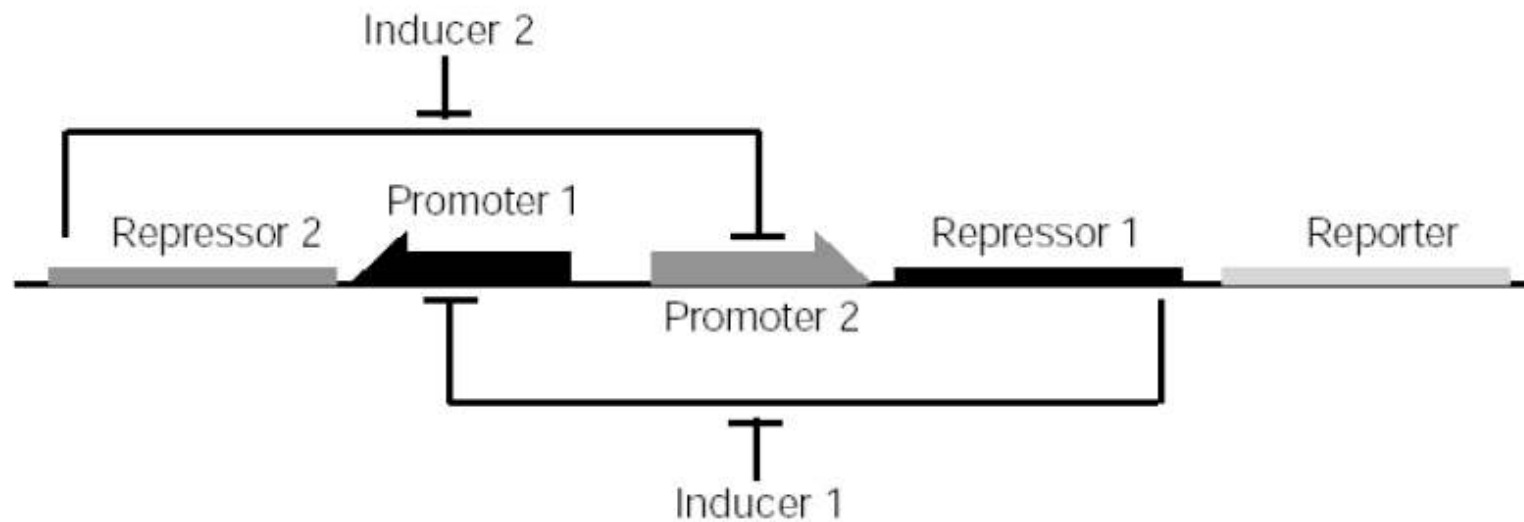 Inducer 2
Promoter 1
Repressor 2
Repressor 1
Reporter
Promoter 2
Inducer 1